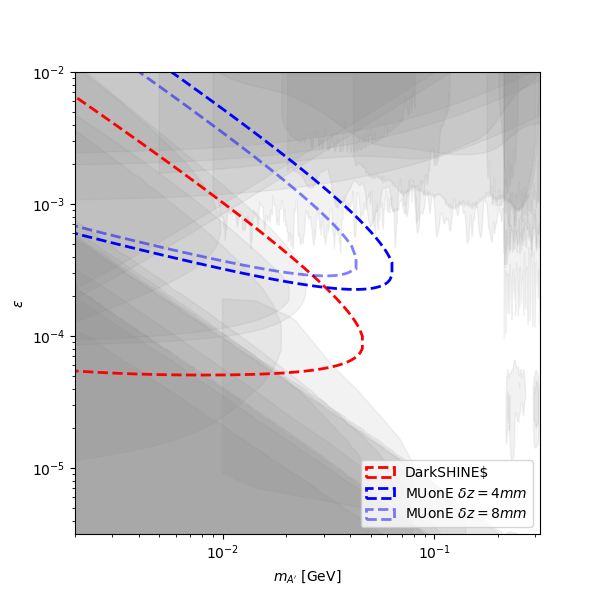 10⁻²
10⁻³
ε
10⁻⁴
10⁻⁵
DarkSHINE$
MUonE δz = 4mm
MUonE δz = 8mm
10⁻² 10⁻¹
m_{A′} [GeV]